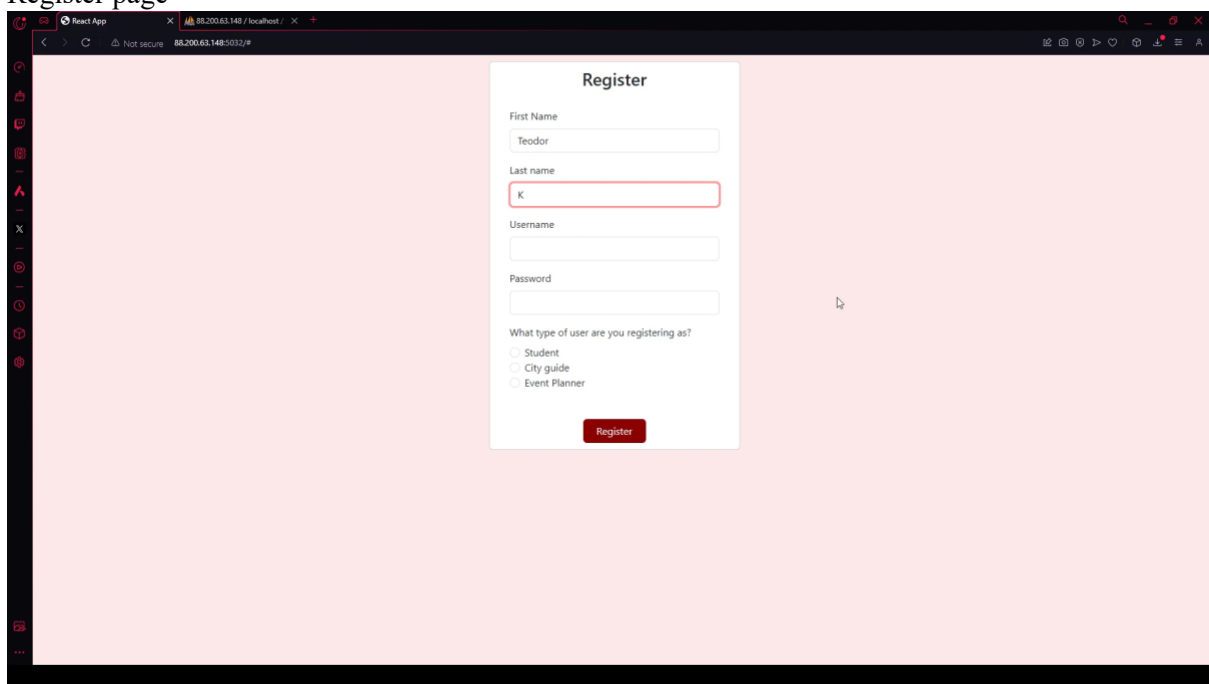 Register page
React App
88.200.63.148 / localhost /
Not secure 88.200.63.148:5032/#
Register
First Name
Teodor
Last name
K
Username
Password
What type of user are you registering as?
Student
City guide
Event Planner
Register